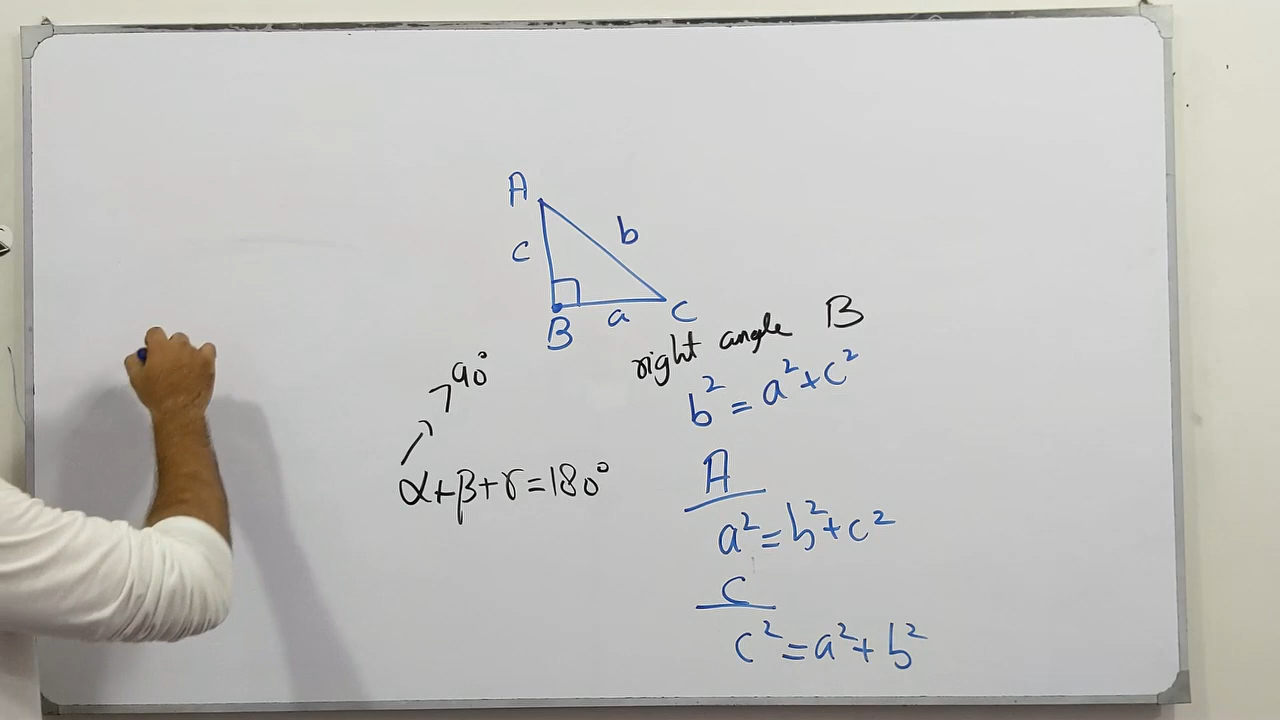 A
c
b
B
a
C
right angle B
b² = a² + c²
>90°
α+β+γ=180°
A
a² = b² + c²
C
c² = a² + b²